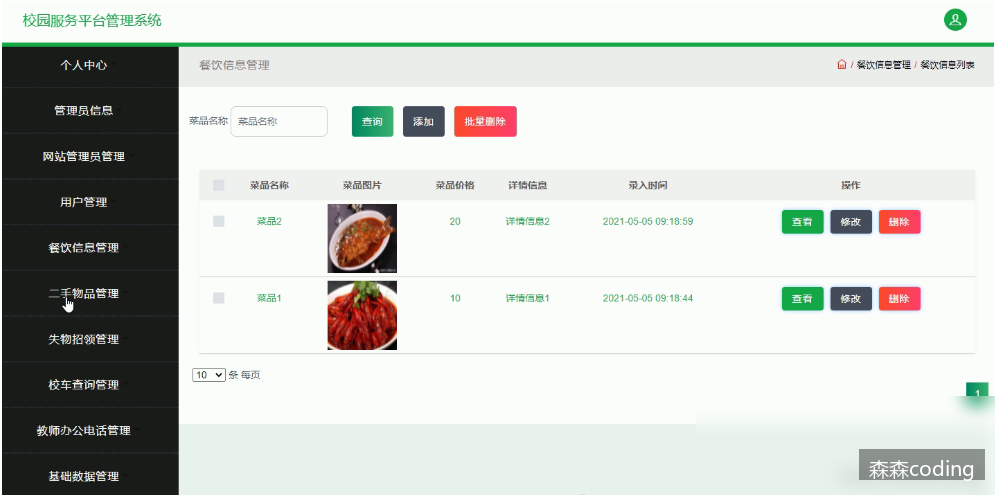 校园服务平台管理系统
个人中心
管理员信息
网站管理员管理
用户管理
餐饮信息管理
二手物品管理
失物招领管理
校车查询管理
教师办公电话管理
基础数据管理
餐饮信息管理
/ 餐饮信息管理 / 餐饮信息列表
菜品名称 菜品名称 查询 添加 批量删除
菜品名称 菜品图片 菜品价格 详情信息 录入时间 操作
菜品2 20 详情信息2 2021-05-05 09:18:59 查看 修改 删除
菜品1 10 详情信息1 2021-05-05 09:18:44 查看 修改 删除
10 条 每页
1
森森coding